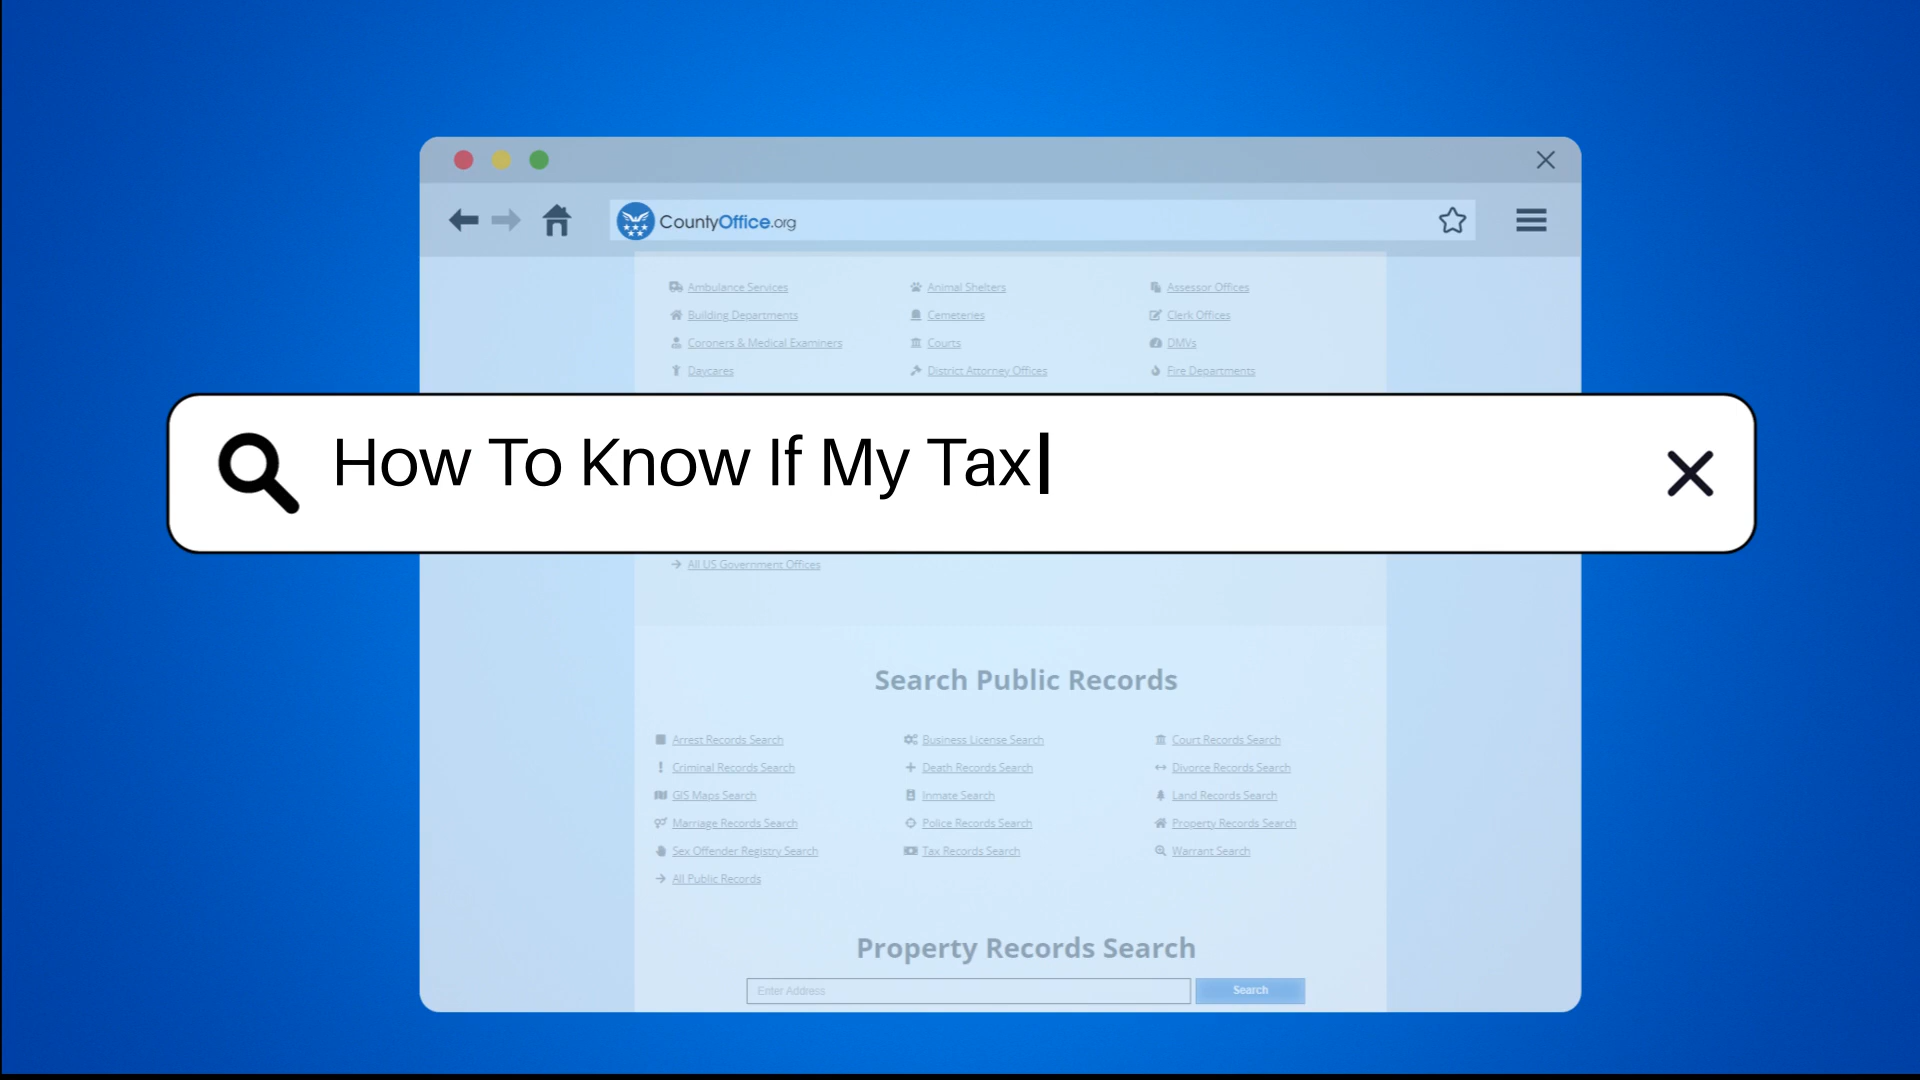 CountyOffice.org
Ambulance Services Animal Shelters Assessor Offices
Building Departments Cemeteries Clerk Offices
Coroners & Medical Examiners Courts DMVs
Daycares District Attorney Offices Fire Departments
How To Know If My Tax
All US Government Offices
Search Public Records
Arrest Records Search Business License Search Court Records Search
Criminal Records Search Death Records Search Divorce Records Search
GIS Maps Search Inmate Search Land Records Search
Marriage Records Search Police Records Search Property Records Search
Sex Offender Registry Search Tax Records Search Warrant Search
All Public Records
Property Records Search
Enter Address Search